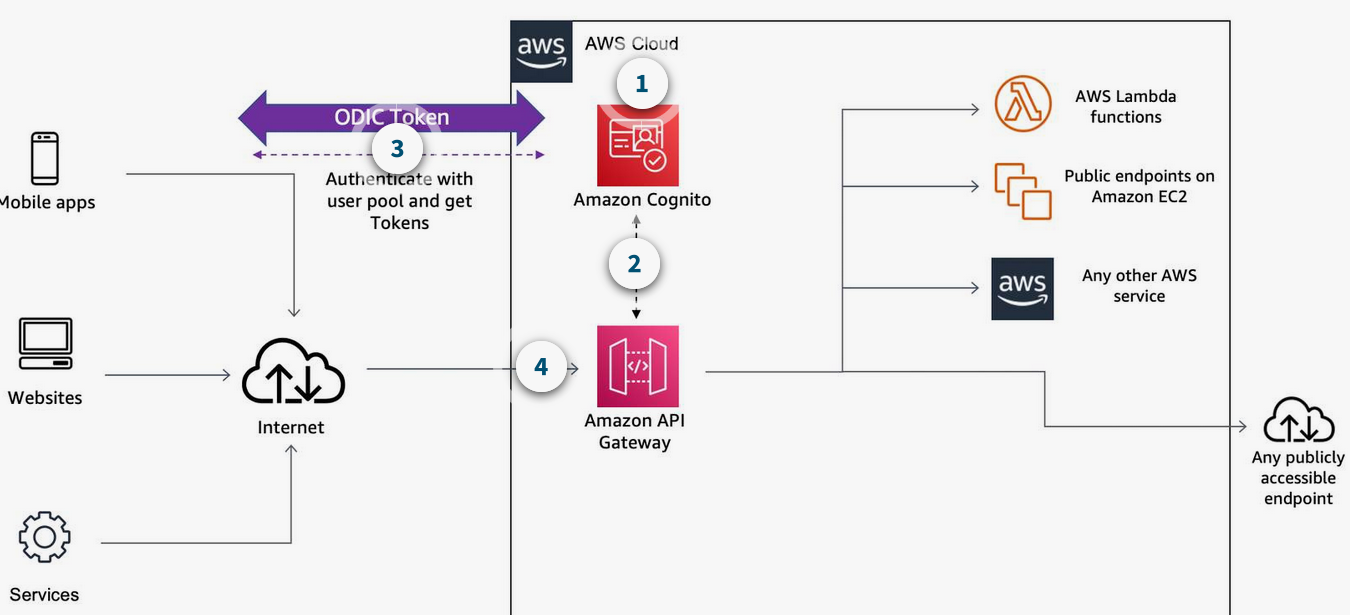 aws
AWS Cloud
1
ODIC Token
3
Authenticate with
user pool and get
Tokens
Mobile apps
Amazon Cognito
2
AWS Lambda
functions
Public endpoints on
Amazon EC2
aws
Any other AWS
service
Websites
Internet
4
</>
Amazon API
Gateway
Any publicly
accessible
endpoint
Services